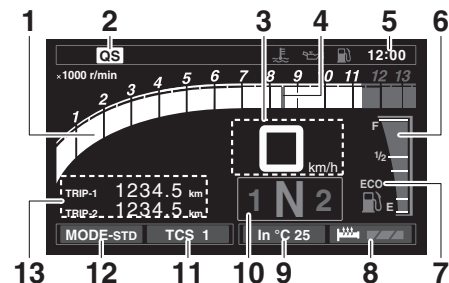 1 2 3 4 5 6
QS 12:00
×1000 r/min
1 2 3 4 5 6 7 8 9 10 11 12 13
F
1/2
km/h
ECO
E
TRIP-1 1234.5 km
TRIP-2 1234.5 km
1 N 2
MODE-STD TCS 1 In °C 25
13 12 11 10 9 8 7